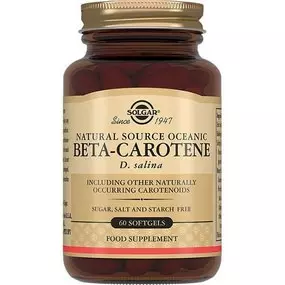 SOLGAR®
Since 1947
NATURAL SOURCE OCEANIC
BETA-CAROTENE
D. salina
INCLUDING OTHER NATURALLY
OCCURRING CAROTENOIDS
SUGAR, SALT AND STARCH FREE
60 SOFTGELS
FOOD SUPPLEMENT